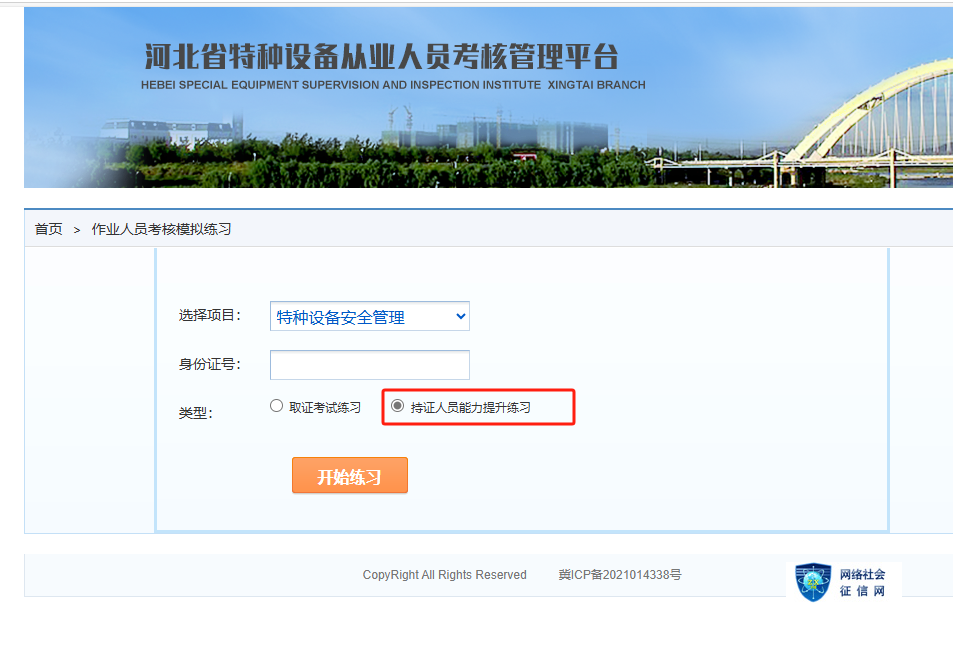 河北省特种设备从业人员考核管理平台
HEBEI SPECIAL EQUIPMENT SUPERVISION AND INSPECTION INSTITUTE XINGTAI BRANCH
首页 > 作业人员考核模拟练习
选择项目： 特种设备安全管理
身份证号：
类型： 取证考试练习 持证人员能力提升练习
开始练习
CopyRight All Rights Reserved 冀ICP备2021014338号
网络社会
征信网